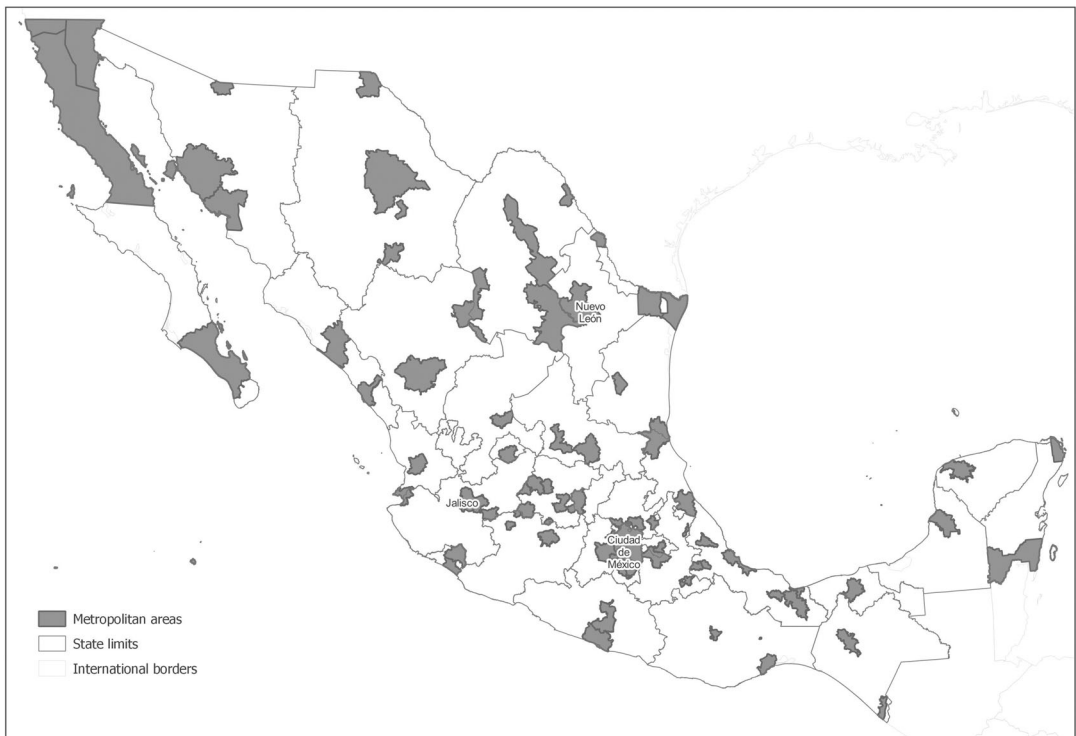 Nuevo
León
Jalisco
Ciudad
de
México
Metropolitan areas
State limits
International borders